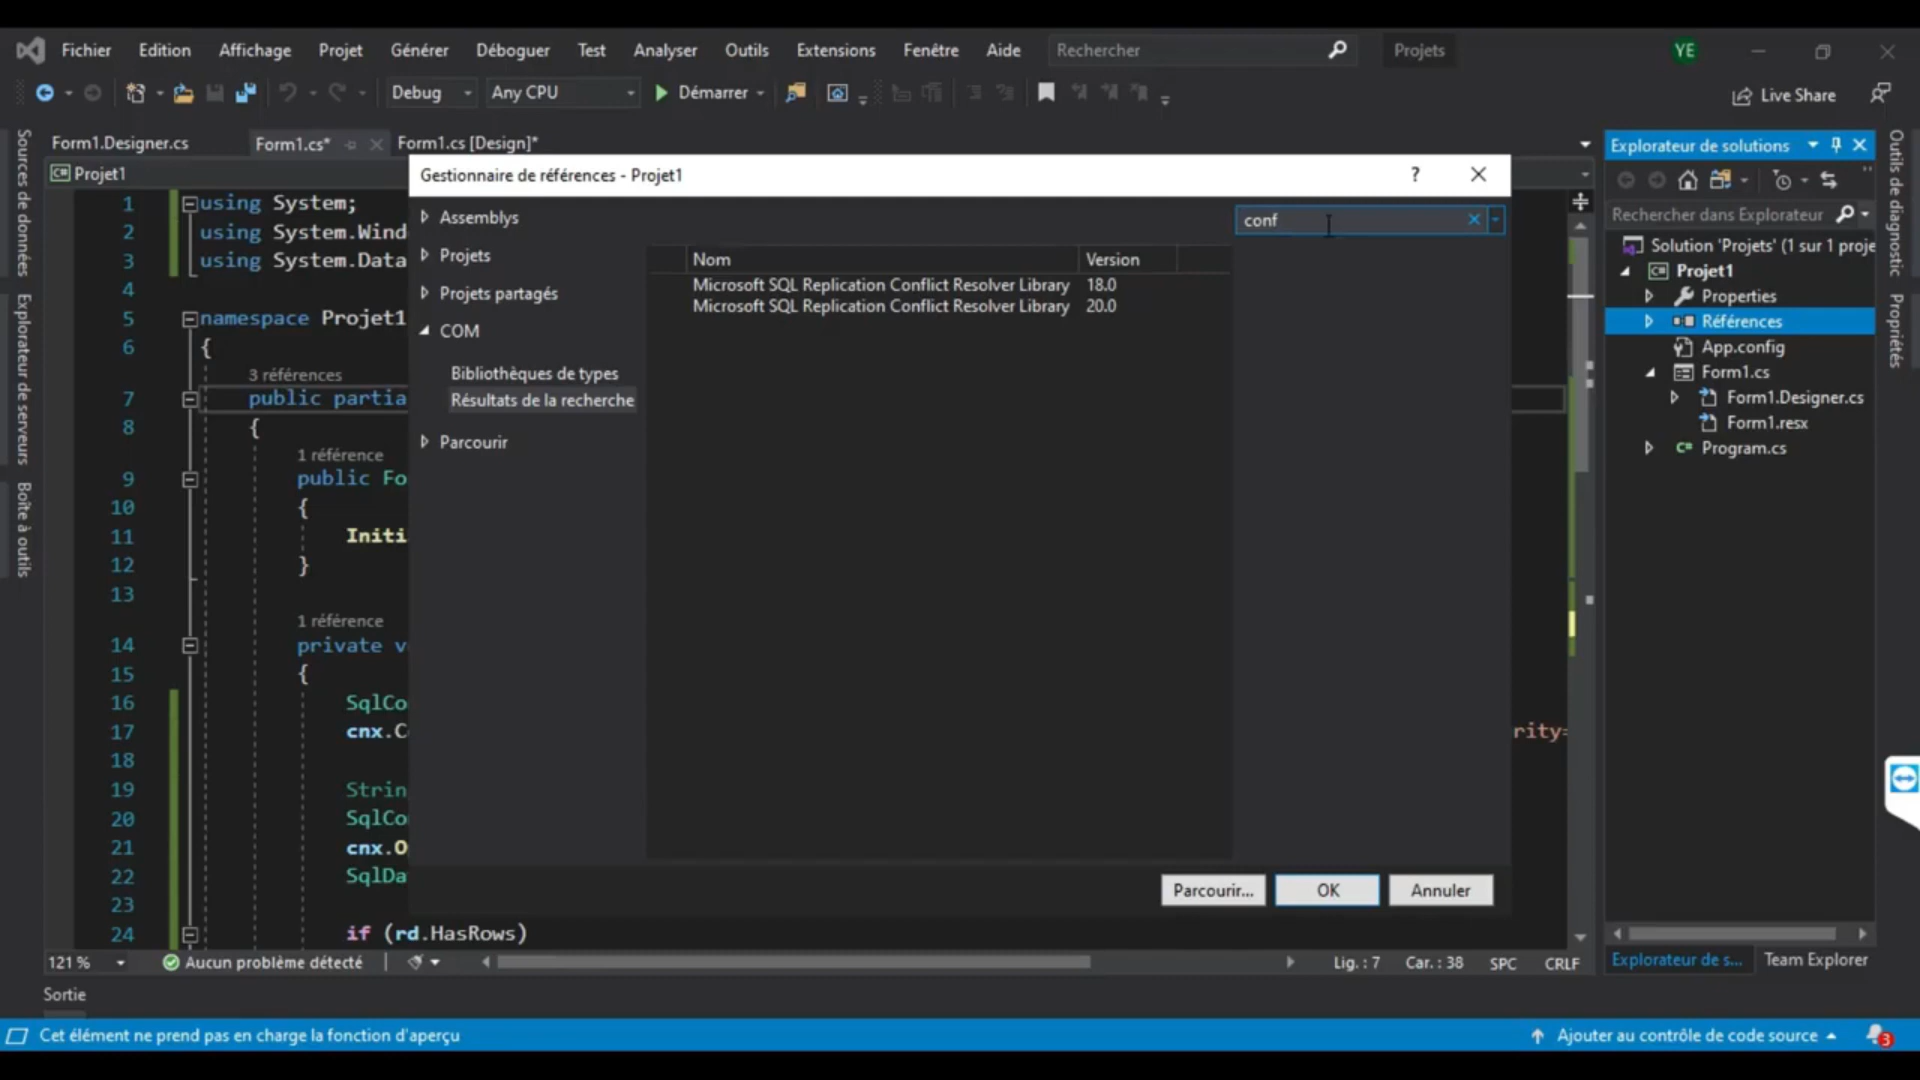 Fichier Edition Affichage Projet Générer Déboguer Test Analyser Outils Extensions Fenêtre Aide Rechercher Projets YE
Debug Any CPU Démarrer Live Share
Form1.Designer.cs Form1.cs* Form1.cs [Design]*
Projet1
Gestionnaire de références - Projet1 ?
Assemblys
Projets
Projets partagés
COM
Bibliothèques de types
Résultats de la recherche
Parcourir
conf
Nom Version
Microsoft SQL Replication Conflict Resolver Library 18.0
Microsoft SQL Replication Conflict Resolver Library 20.0
Parcourir... OK Annuler
1 using System;
2 using System.Wind
3 using System.Data
4
5 namespace Projet1
6 {
3 références
7 public partia
8 {
1 référence
9 public Fo
10 {
11 Initi
12 }
13
1 référence
14 private v
15 {
16 SqlCo
17 cnx.C rity=
18
19 Strin
20 SqlCo
21 cnx.O
22 SqlDa
23
24 if (rd.HasRows)
121 % Aucun problème détecté Lig. : 7 Car. : 38 SPC CRLF
Sortie
Cet élément ne prend pas en charge la fonction d'aperçu Ajouter au contrôle de code source 3
Explorateur de solutions
Rechercher dans Explorateur
Solution 'Projets' (1 sur 1 proje
Projet1
Properties
Références
App.config
Form1.cs
Form1.Designer.cs
Form1.resx
Program.cs
Explorateur de s... Team Explorer
Sources de données
Explorateur de serveurs
Boîte à outils
Outils de diagnostic
Propriétés